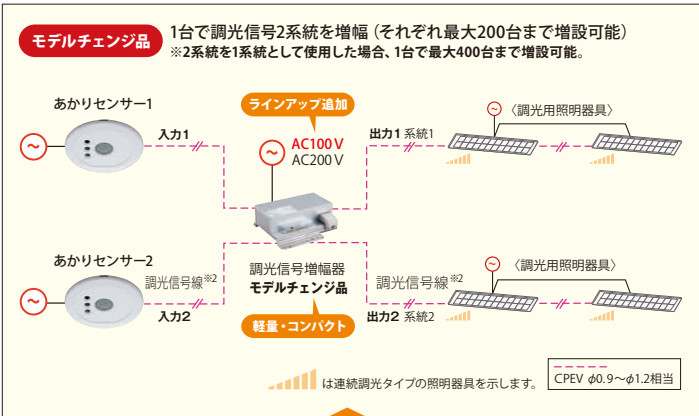 モデルチェンジ品
1台で調光信号2系統を増幅（それぞれ最大200台まで増設可能）
※2系統を1系統として使用した場合、1台で最大400台まで増設可能。
あかりセンサー1
入力1
ラインアップ追加
AC100 V
AC200 V
出力1 系統1
〈調光用照明器具〉
あかりセンサー2
調光信号線※2
入力2
調光信号増幅器
モデルチェンジ品
軽量・コンパクト
調光信号線※2
出力2 系統2
〈調光用照明器具〉
は連続調光タイプの照明器具を示します。
CPEV φ0.9〜φ1.2相当